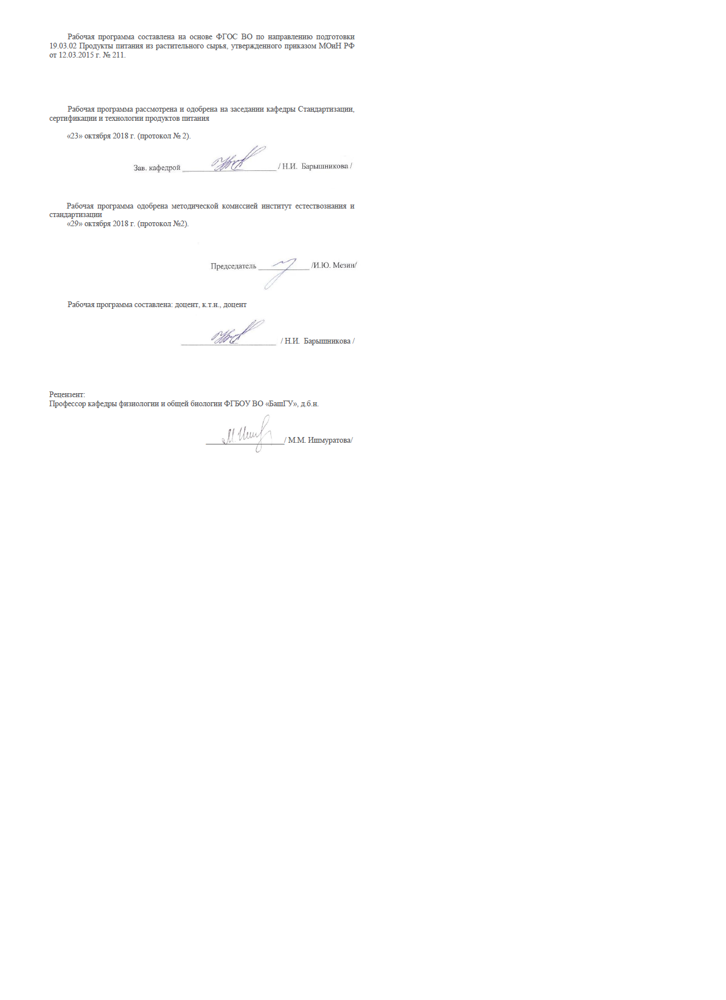 Рабочая программа составлена на основе ФГОС ВО по направлению подготовки
19.03.02 Продукты питания из растительного сырья, утвержденного приказом МОиН РФ
от 12.03.2015 г. № 211.
Рабочая программа рассмотрена и одобрена на заседании кафедры Стандартизации,
сертификации и технологии продуктов питания
«23» октября 2018 г. (протокол № 2).
Зав. кафедрой ________________________ / Н.И. Барышникова /
Рабочая программа одобрена методической комиссией институт естествознания и
стандартизации
«29» октября 2018 г. (протокол №2).
Председатель _____________ /И.Ю. Мезин/
Рабочая программа составлена: доцент, к.т.н., доцент
________________________ / Н.И. Барышникова /
Рецензент:
Профессор кафедры физиологии и общей биологии ФГБОУ ВО «БашГУ», д.б.н.
____________________/ М.М. Ишмуратова/